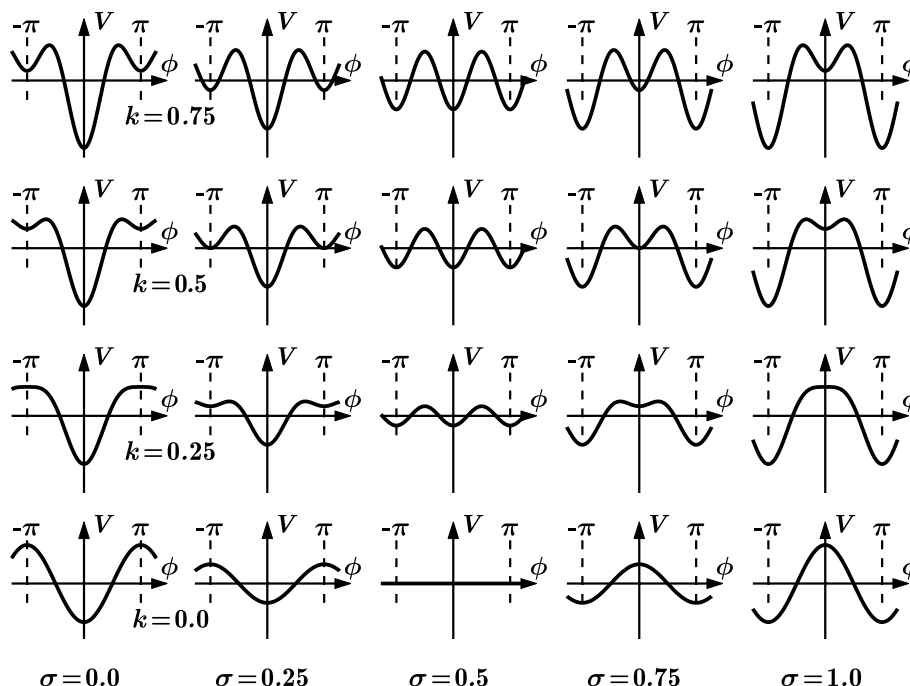 -π V π ϕ -π V π ϕ -π V π ϕ -π V π ϕ -π V π ϕ
k=0.75
-π V π ϕ -π V π ϕ -π V π ϕ -π V π ϕ -π V π ϕ
k=0.5
-π V π ϕ -π V π ϕ -π V π ϕ -π V π ϕ -π V π ϕ
k=0.25
-π V π ϕ -π V π ϕ -π V π ϕ -π V π ϕ -π V π ϕ
k=0.0
σ=0.0 σ=0.25 σ=0.5 σ=0.75 σ=1.0